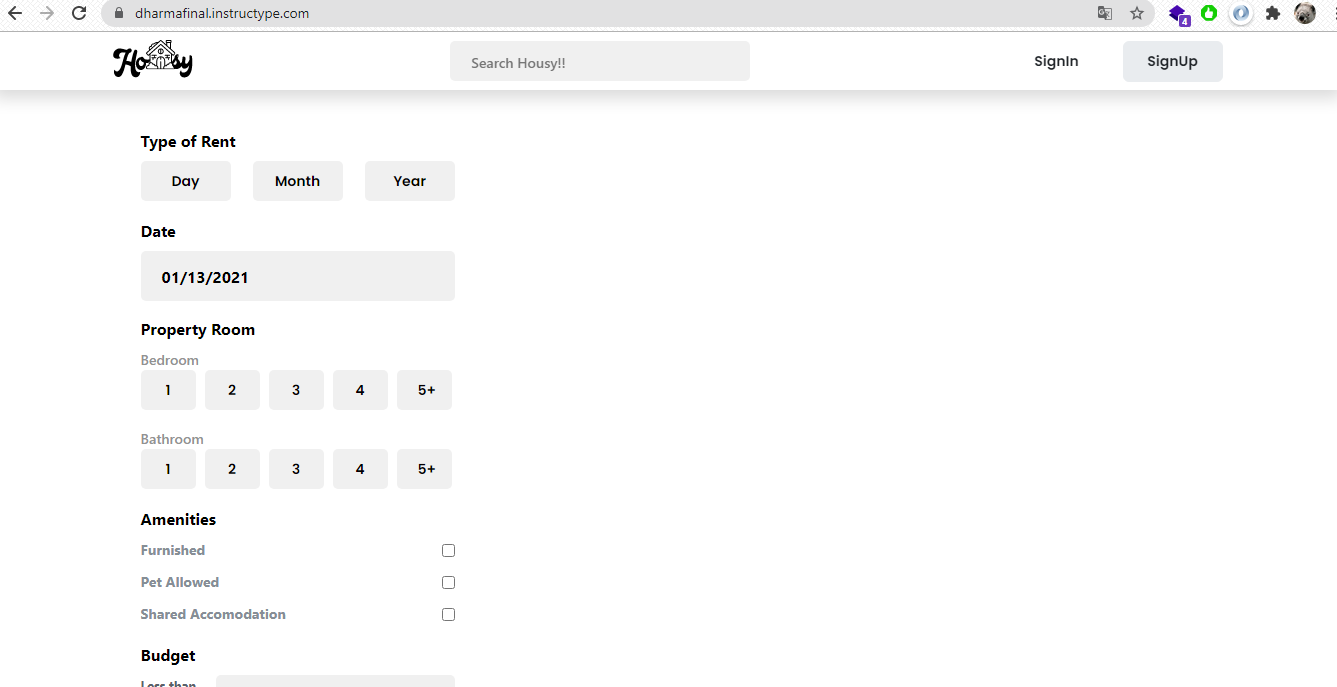 dharmafinal.instructype.com
4
Housy
Search Housy!!
SignIn
SignUp
Type of Rent
Day Month Year
Date
01/13/2021
Property Room
Bedroom
1 2 3 4 5+
Bathroom
1 2 3 4 5+
Amenities
Furnished
Pet Allowed
Shared Accomodation
Budget
Less than